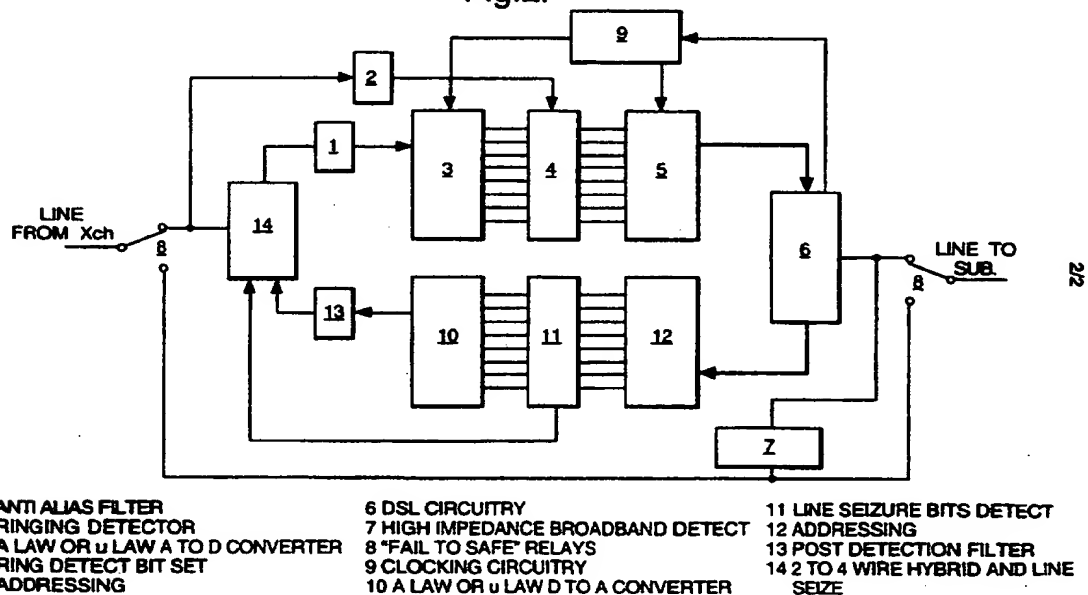 9
2
1
3
4
5
LINE
FROM Xch
8
14
6
LINE TO
SUB.
8
2/2
13
10
11
12
7
ANTI ALIAS FILTER
RINGING DETECTOR
A LAW OR u LAW A TO D CONVERTER
RING DETECT BIT SET
ADDRESSING
6 DSL CIRCUITRY
7 HIGH IMPEDANCE BROADBAND DETECT
8 "FAIL TO SAFE" RELAYS
9 CLOCKING CIRCUITRY
10 A LAW OR u LAW D TO A CONVERTER
11 LINE SEIZURE BITS DETECT
12 ADDRESSING
13 POST DETECTION FILTER
14 2 TO 4 WIRE HYBRID AND LINE
SEIZE